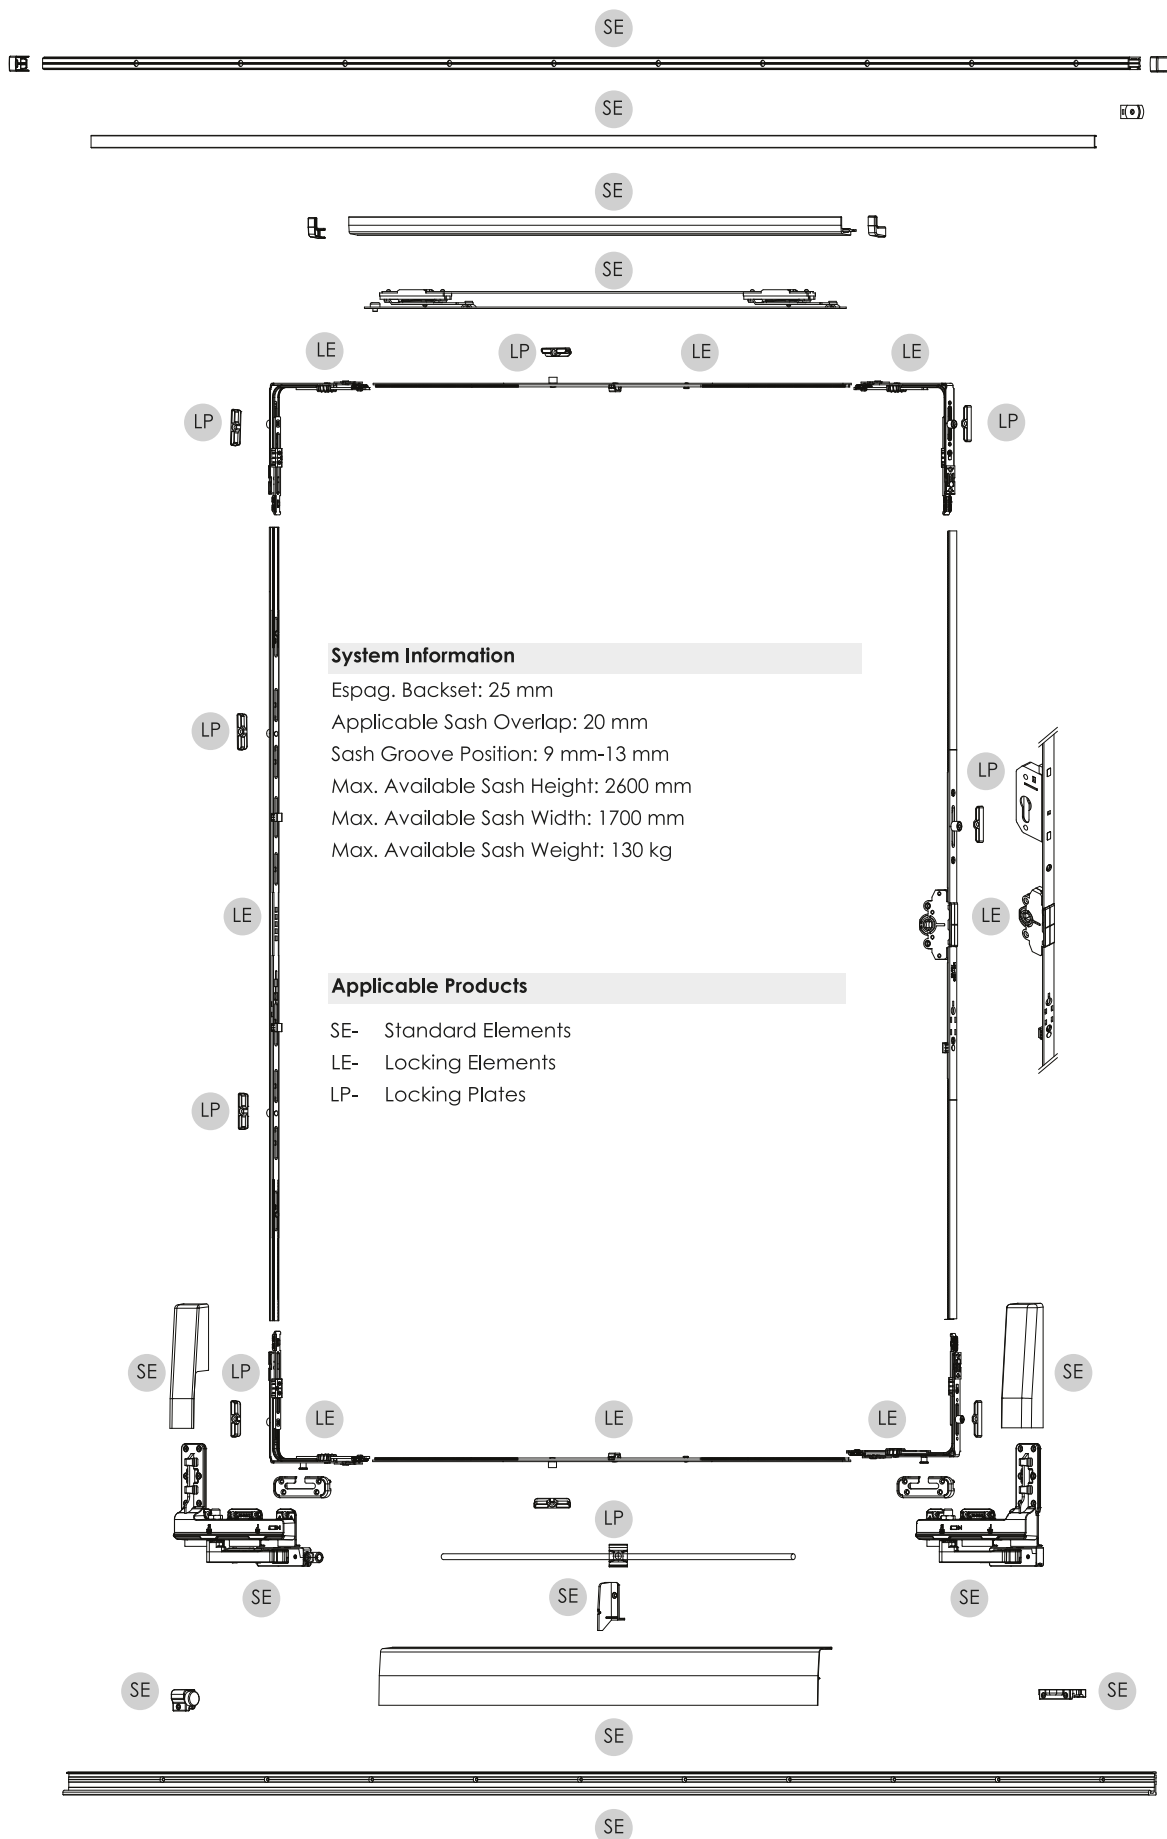 SE
SE
SE
SE
LE
LP
LE
LE
LP
LP
System Information
Espag. Backset: 25 mm
Applicable Sash Overlap: 20 mm
Sash Groove Position: 9 mm-13 mm
Max. Available Sash Height: 2600 mm
Max. Available Sash Width: 1700 mm
Max. Available Sash Weight: 130 kg
LP
LP
LE
LE
Applicable Products
SE- Standard Elements
LE- Locking Elements
LP- Locking Plates
LP
SE
LP
SE
LE
LE
LE
LP
SE
SE
SE
SE
SE
SE
SE